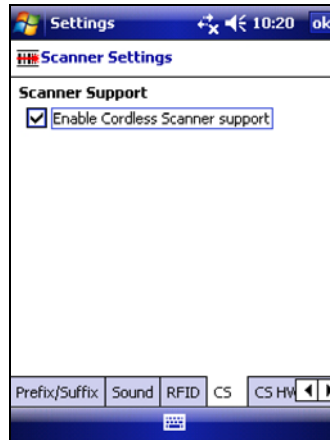 Settings 10:20 ok
Scanner Settings
Scanner Support
Enable Cordless Scanner support
Prefix/Suffix Sound RFID CS CS HW